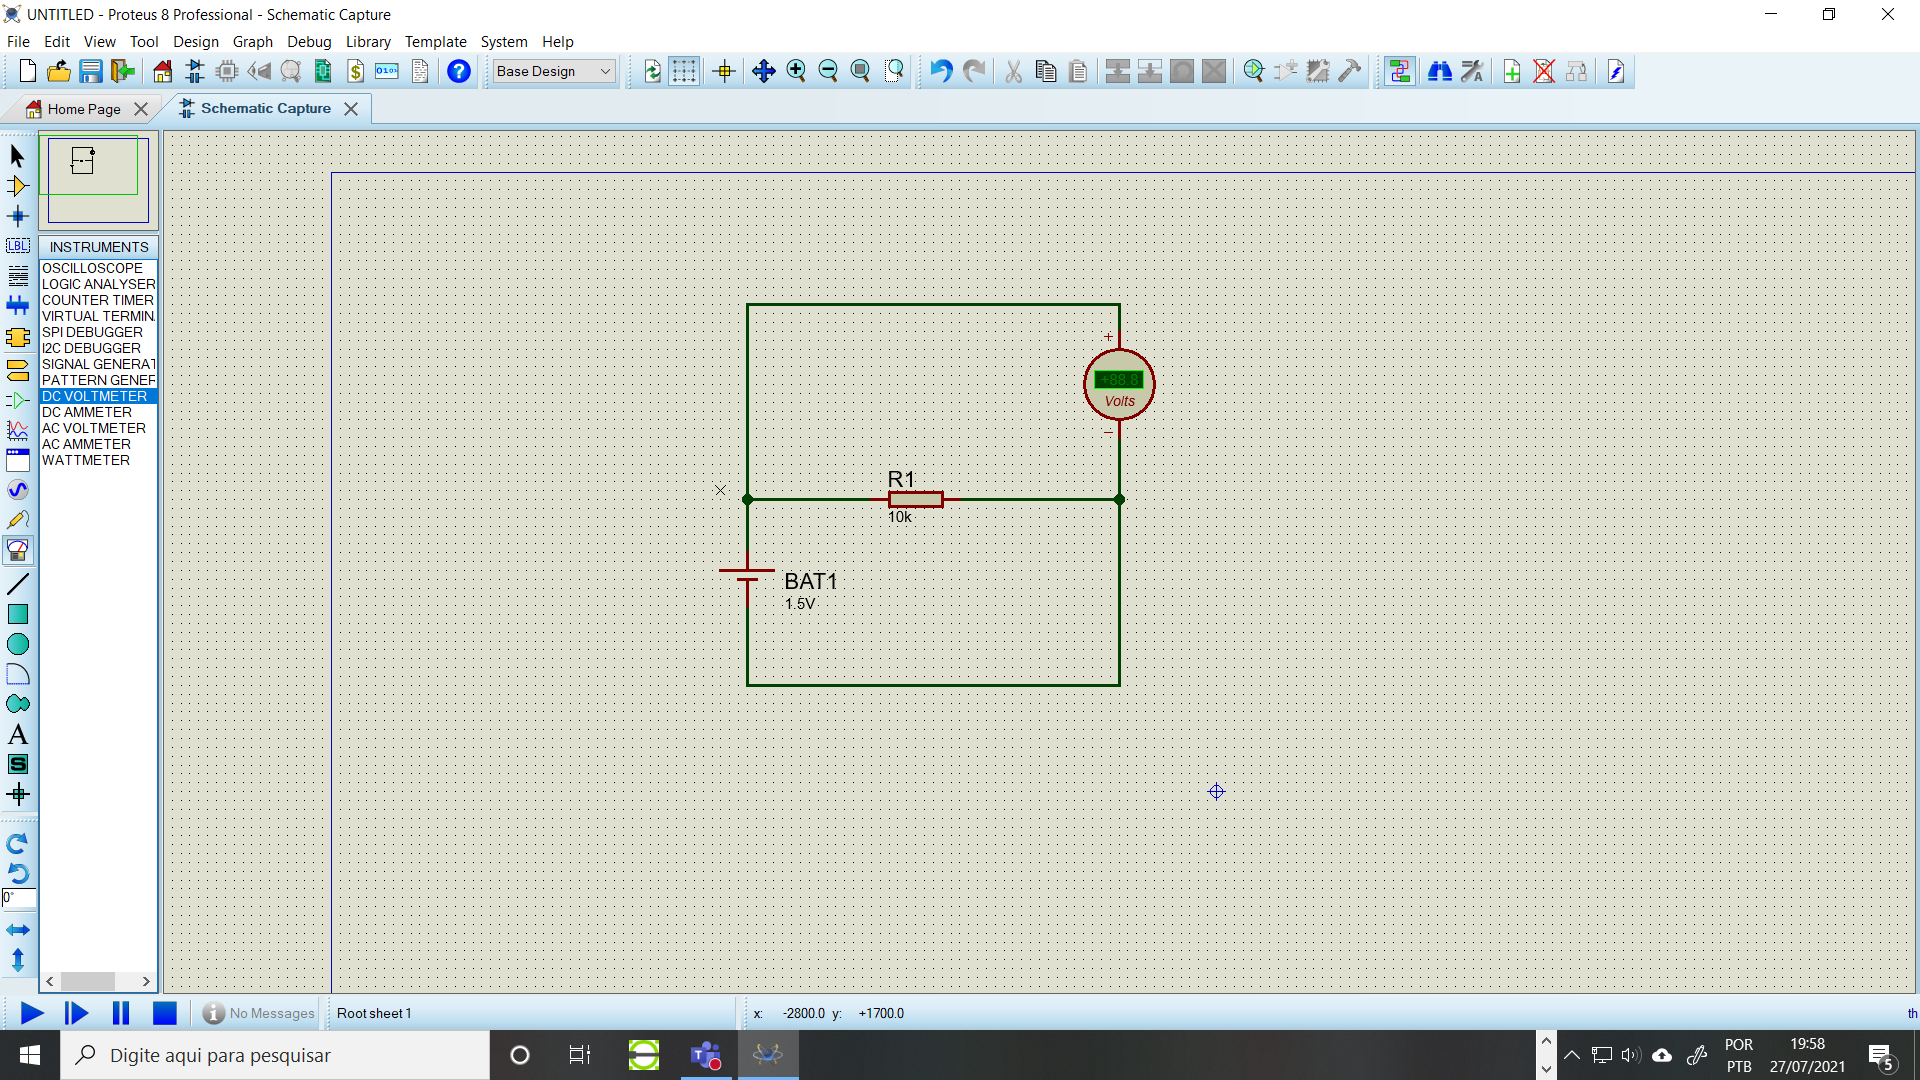 UNTITLED - Proteus 8 Professional - Schematic Capture
File Edit View Tool Design Graph Debug Library Template System Help
Base Design
Home Page
Schematic Capture
LBL
INSTRUMENTS
OSCILLOSCOPE
LOGIC ANALYSER
COUNTER TIMER
VIRTUAL TERMIN
SPI DEBUGGER
I2C DEBUGGER
SIGNAL GENERAT
PATTERN GENEF
DC VOLTMETER
DC AMMETER
AC VOLTMETER
AC AMMETER
WATTMETER
A
S
0°
+
+88.8
Volts
−
R1
10k
BAT1
1.5V
No Messages
Root sheet 1
x: -2800.0 y: +1700.0
th
Digite aqui para pesquisar
POR
PTB
19:58
27/07/2021
5